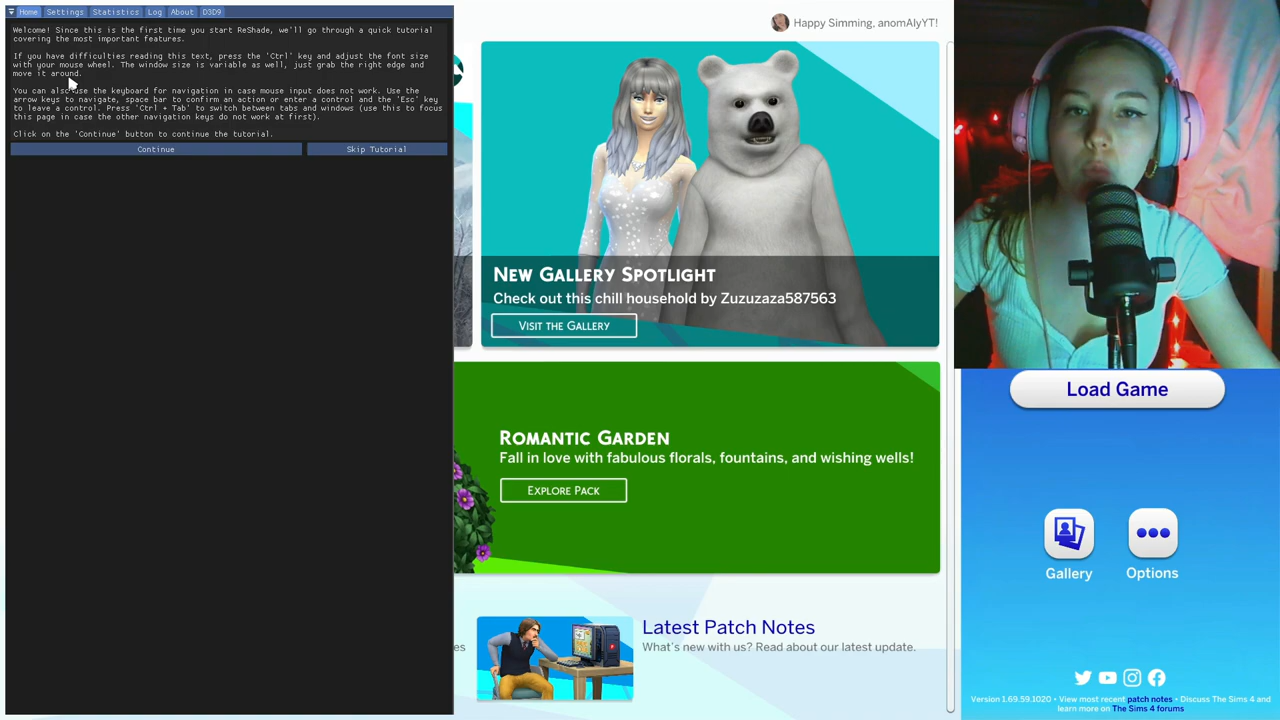 Home Settings Statistics Log About D3D9
Welcome! Since this is the first time you start ReShade, we'll go through a quick tutorial
covering the most important features.
If you have difficulties reading this text, press the 'Ctrl' key and adjust the font size
with your mouse wheel. The window size is variable as well, just grab the right edge and
move it around.
You can also use the keyboard for navigation in case mouse input does not work. Use the
arrow keys to navigate, space bar to confirm an action or enter a control and the 'Esc' key
to leave a control. Press 'Ctrl + Tab' to switch between tabs and windows (use this to focus
this page in case the other navigation keys do not work at first).
Click on the 'Continue' button to continue the tutorial.
Continue Skip Tutorial
Happy Simming, anomAlyYT!
New Gallery Spotlight
Check out this chill household by Zuzuzaza587563
Visit the Gallery
Romantic Garden
Fall in love with fabulous florals, fountains, and wishing wells!
Explore Pack
Latest Patch Notes
es What's new with us? Read about our latest update.
Load Game
Gallery Options
Version 1.69.59.1020 • View most recent patch notes • Discuss The Sims 4 and
learn more on The Sims 4 forums